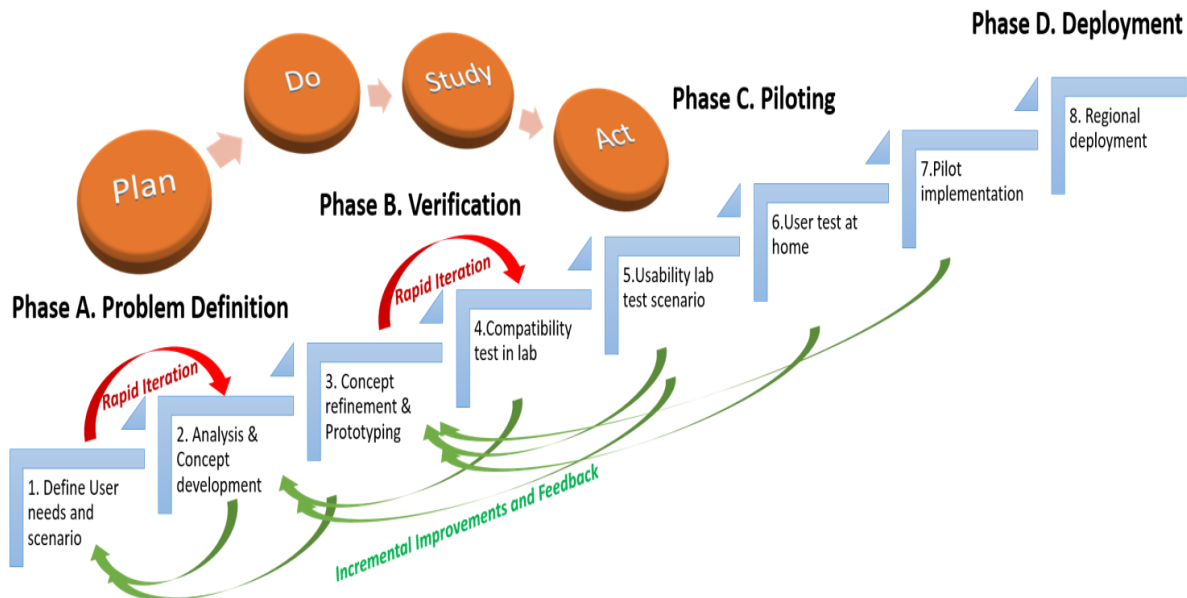 Phase D. Deployment
Plan
Do
Study
Act
Phase C. Piloting
Phase B. Verification
Phase A. Problem Definition
Rapid Iteration
Rapid Iteration
1. Define User
needs and
scenario
2. Analysis &
Concept
development
3. Concept
refinement &
Prototyping
4.Compatibility
test in lab
5.Usability lab
test scenario
6.User test at
home
7.Pilot
implementation
8. Regional
deployment
Incremental Improvements and Feedback